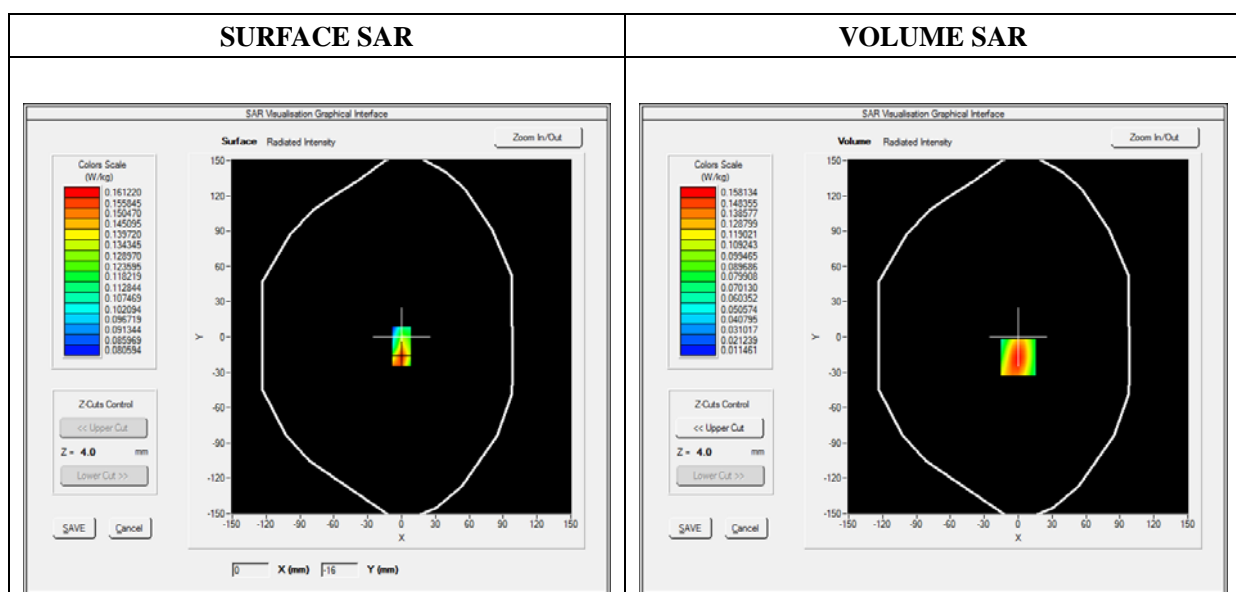 SURFACE SAR
VOLUME SAR
SAR Visualisation Graphical Interface
Surface Radiated Intensity
Zoom In/Out
Colors Scale
(W/kg)
0.161220
0.155845
0.150470
0.145095
0.139720
0.134345
0.128970
0.123595
0.118219
0.112844
0.107469
0.102094
0.096719
0.091344
0.085969
0.080594
Z-Cuts Control
<< Upper Cut
Z = 4.0 mm
Lower Cut >>
SAVE Cancel
150
120
90
60
30
0
-30
-60
-90
-120
-150
Y
-150 -120 -90 -60 -30 0 30 60 90 120 150
X
0 X (mm) -16 Y (mm)
SAR Visualisation Graphical Interface
Volume Radiated Intensity
Zoom In/Out
Colors Scale
(W/kg)
0.158134
0.148355
0.138577
0.128799
0.119021
0.109243
0.099465
0.089686
0.079908
0.070130
0.060352
0.050574
0.040795
0.031017
0.021239
0.011461
Z-Cuts Control
<< Upper Cut
Z = 4.0 mm
Lower Cut >>
SAVE Cancel
150
120
90
60
30
0
-30
-60
-90
-120
-150
Y
-150 -120 -90 -60 -30 0 30 60 90 120 150
X